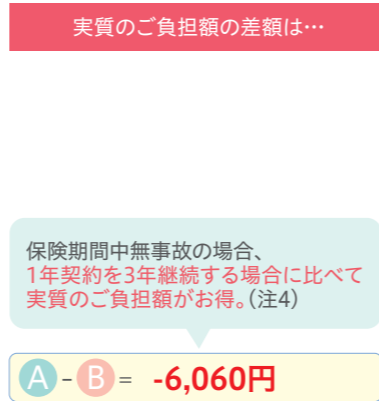 実質のご負担額の差額は…
保険期間中無事故の場合、
1年契約を3年継続する場合に比べて
実質のご負担額がお得。(注4)
A - B = -6,060円